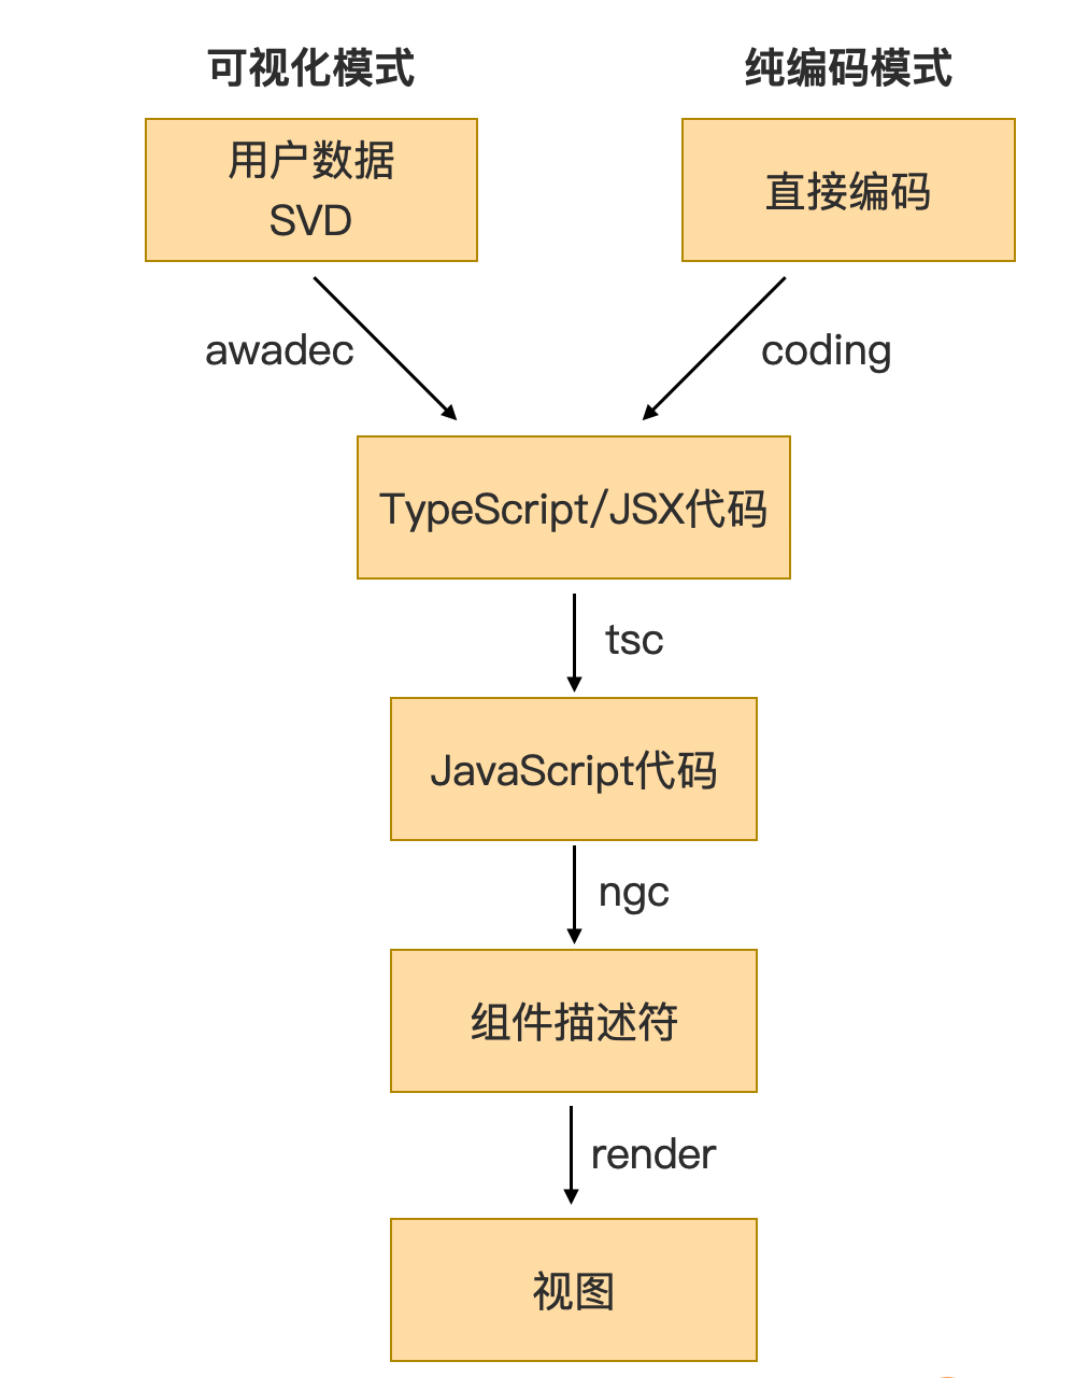 可视化模式
纯编码模式
用户数据
SVD
直接编码
awadec
coding
TypeScript/JSX代码
tsc
JavaScript代码
ngc
组件描述符
render
视图